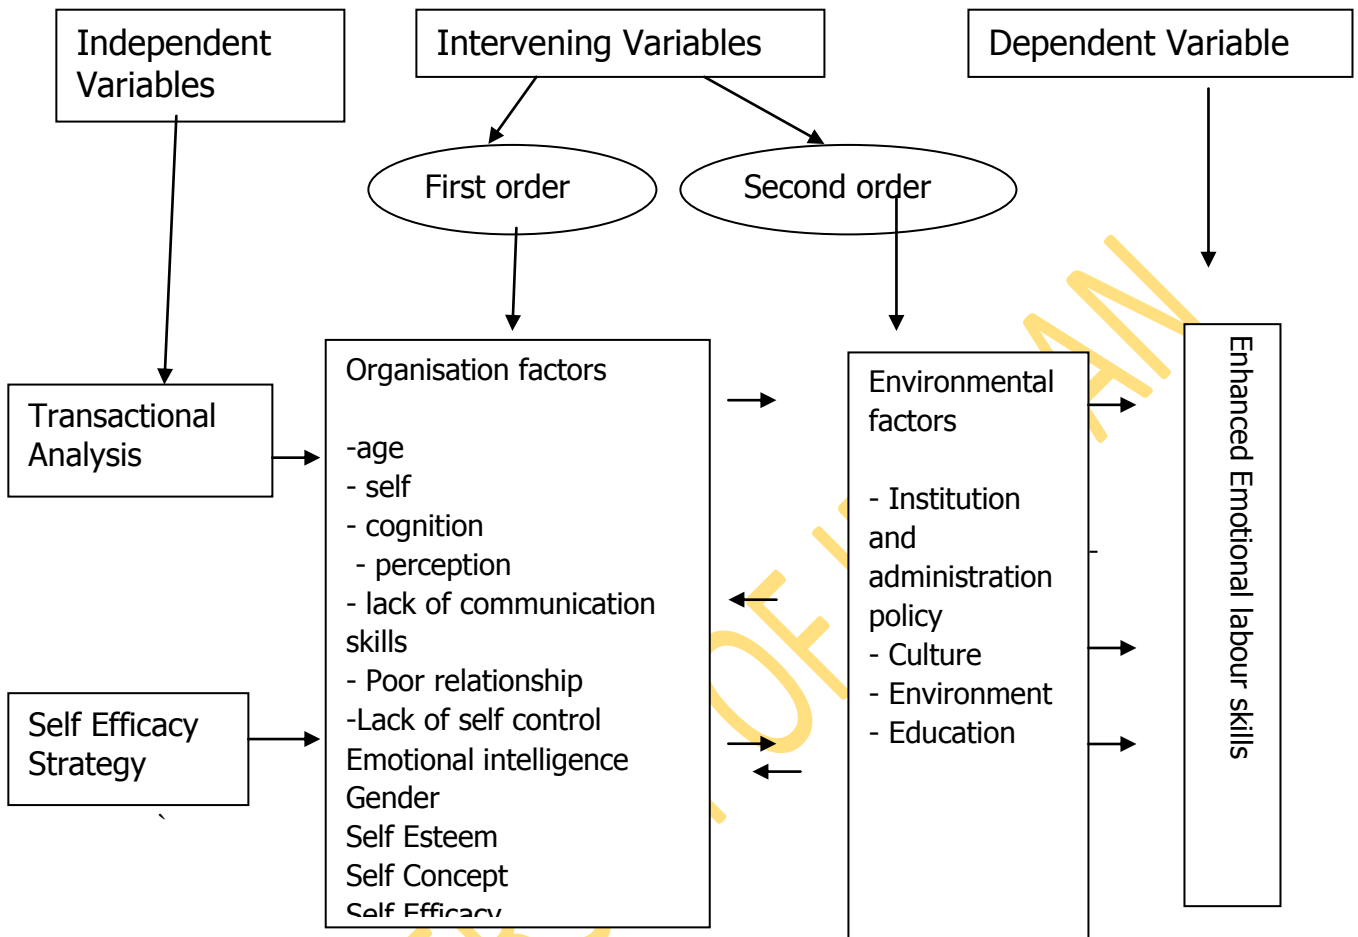 Independent
Variables
Intervening Variables
Dependent Variable
First order
Second order
Transactional
Analysis
Self Efficacy
Strategy
`
Organisation factors
-age
- self
- cognition
- perception
- lack of communication
skills
- Poor relationship
-Lack of self control
Emotional intelligence
Gender
Self Esteem
Self Concept
Self Efficacy
Environmental
factors
- Institution
and
administration
policy
- Culture
- Environment
- Education
-
Enhanced Emotional labour skills
OF